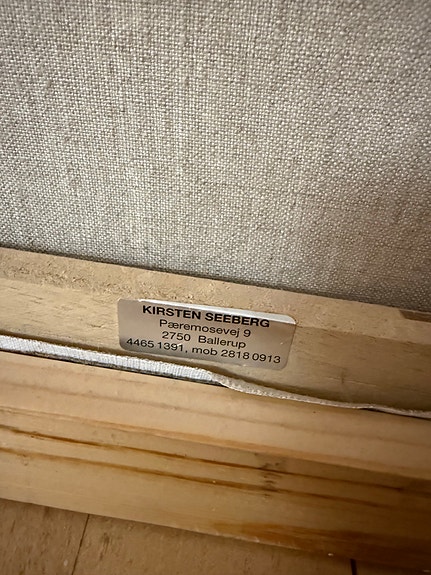 KIRSTEN SEEBERG
Pæremosevej 9
2750 Ballerup
4465 1391, mob 2818 0913